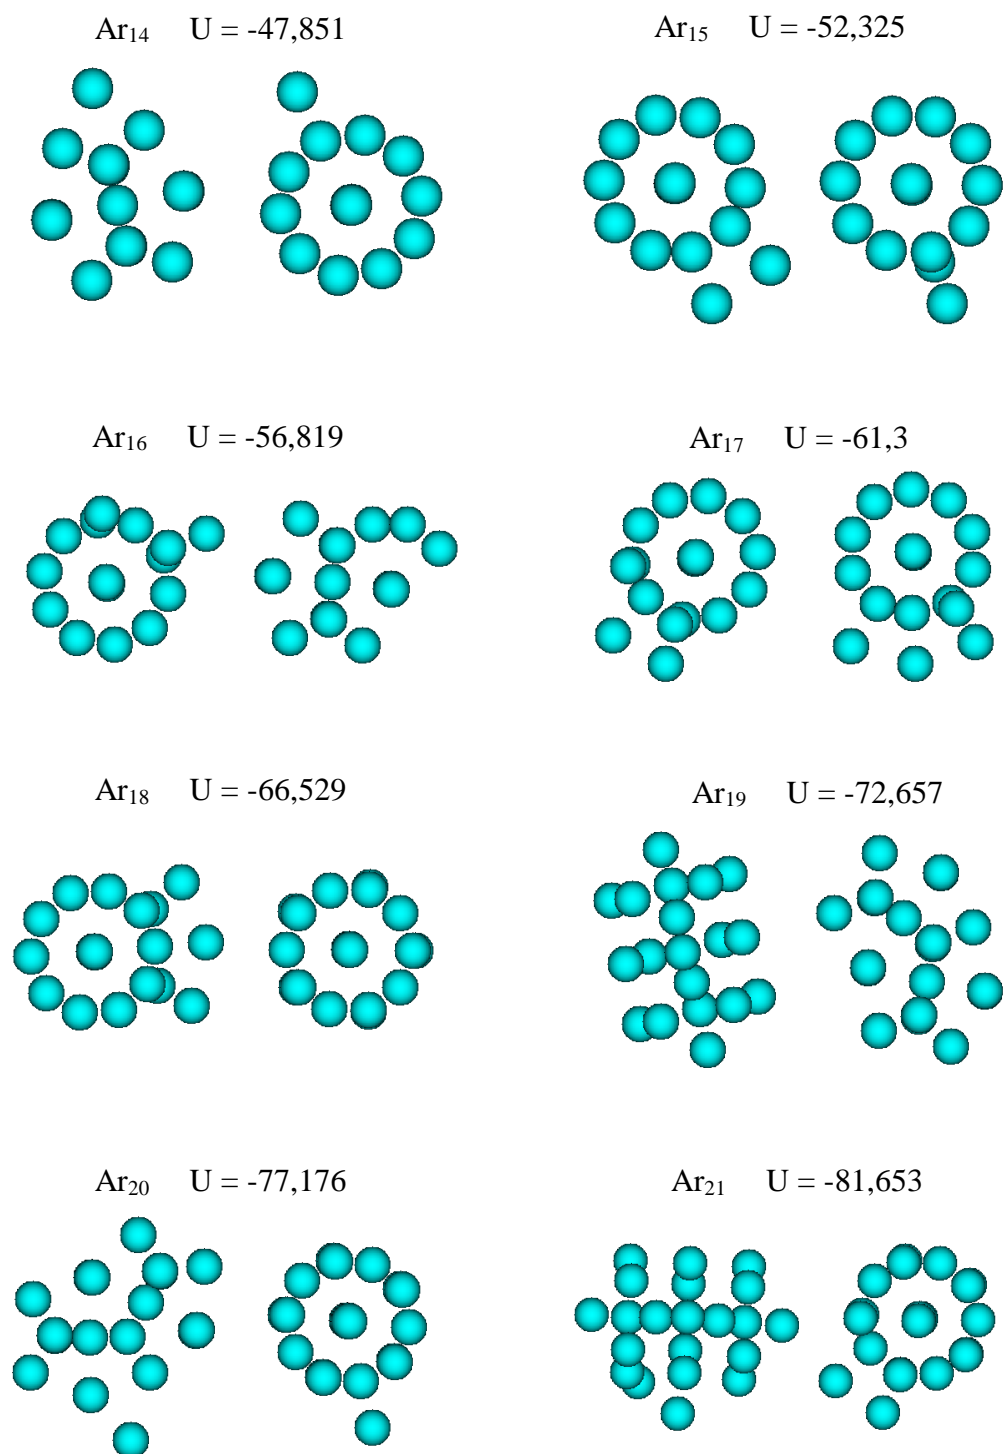 Ar₁₄ U = -47,851
Ar₁₅ U = -52,325
Ar₁₆ U = -56,819
Ar₁₇ U = -61,3
Ar₁₈ U = -66,529
Ar₁₉ U = -72,657
Ar₂₀ U = -77,176
Ar₂₁ U = -81,653